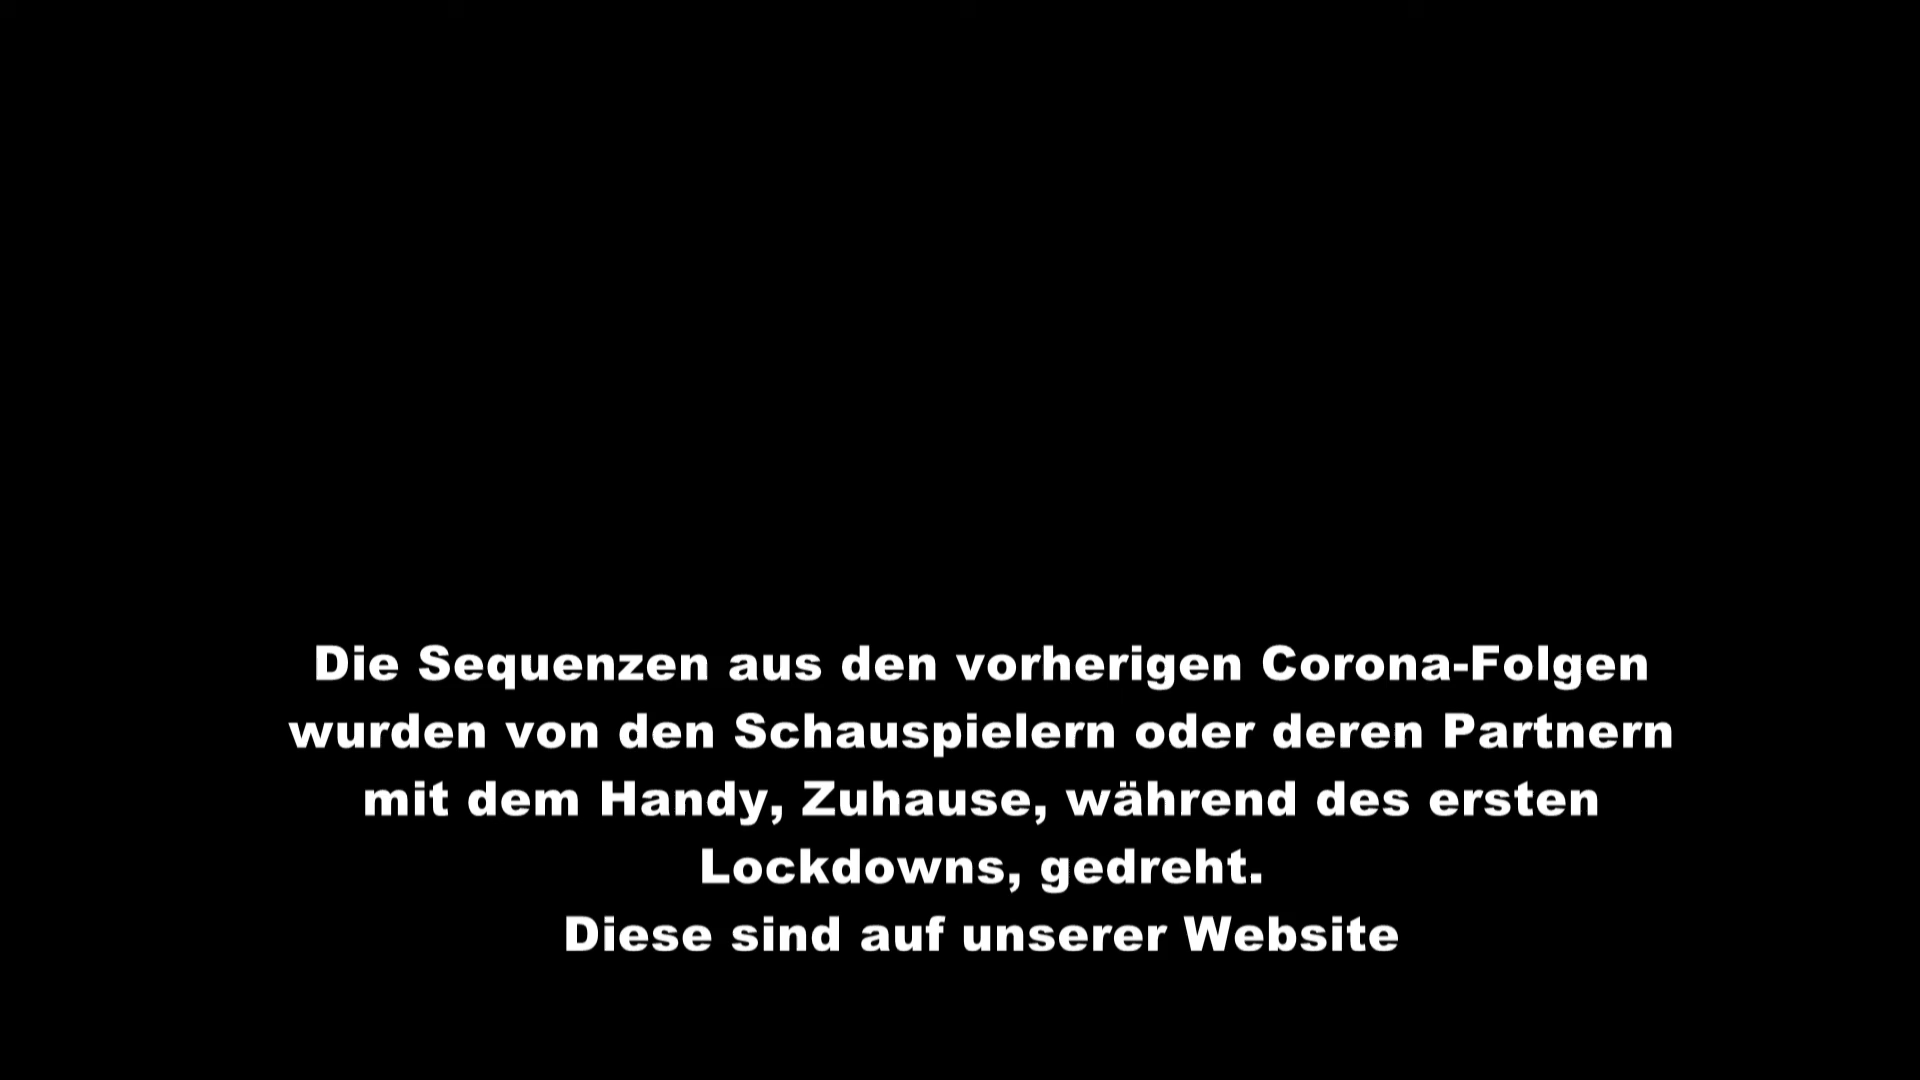 Die Sequenzen aus den vorherigen Corona-Folgen
wurden von den Schauspielern oder deren Partnern
mit dem Handy, Zuhause, während des ersten
Lockdowns, gedreht.
Diese sind auf unserer Website